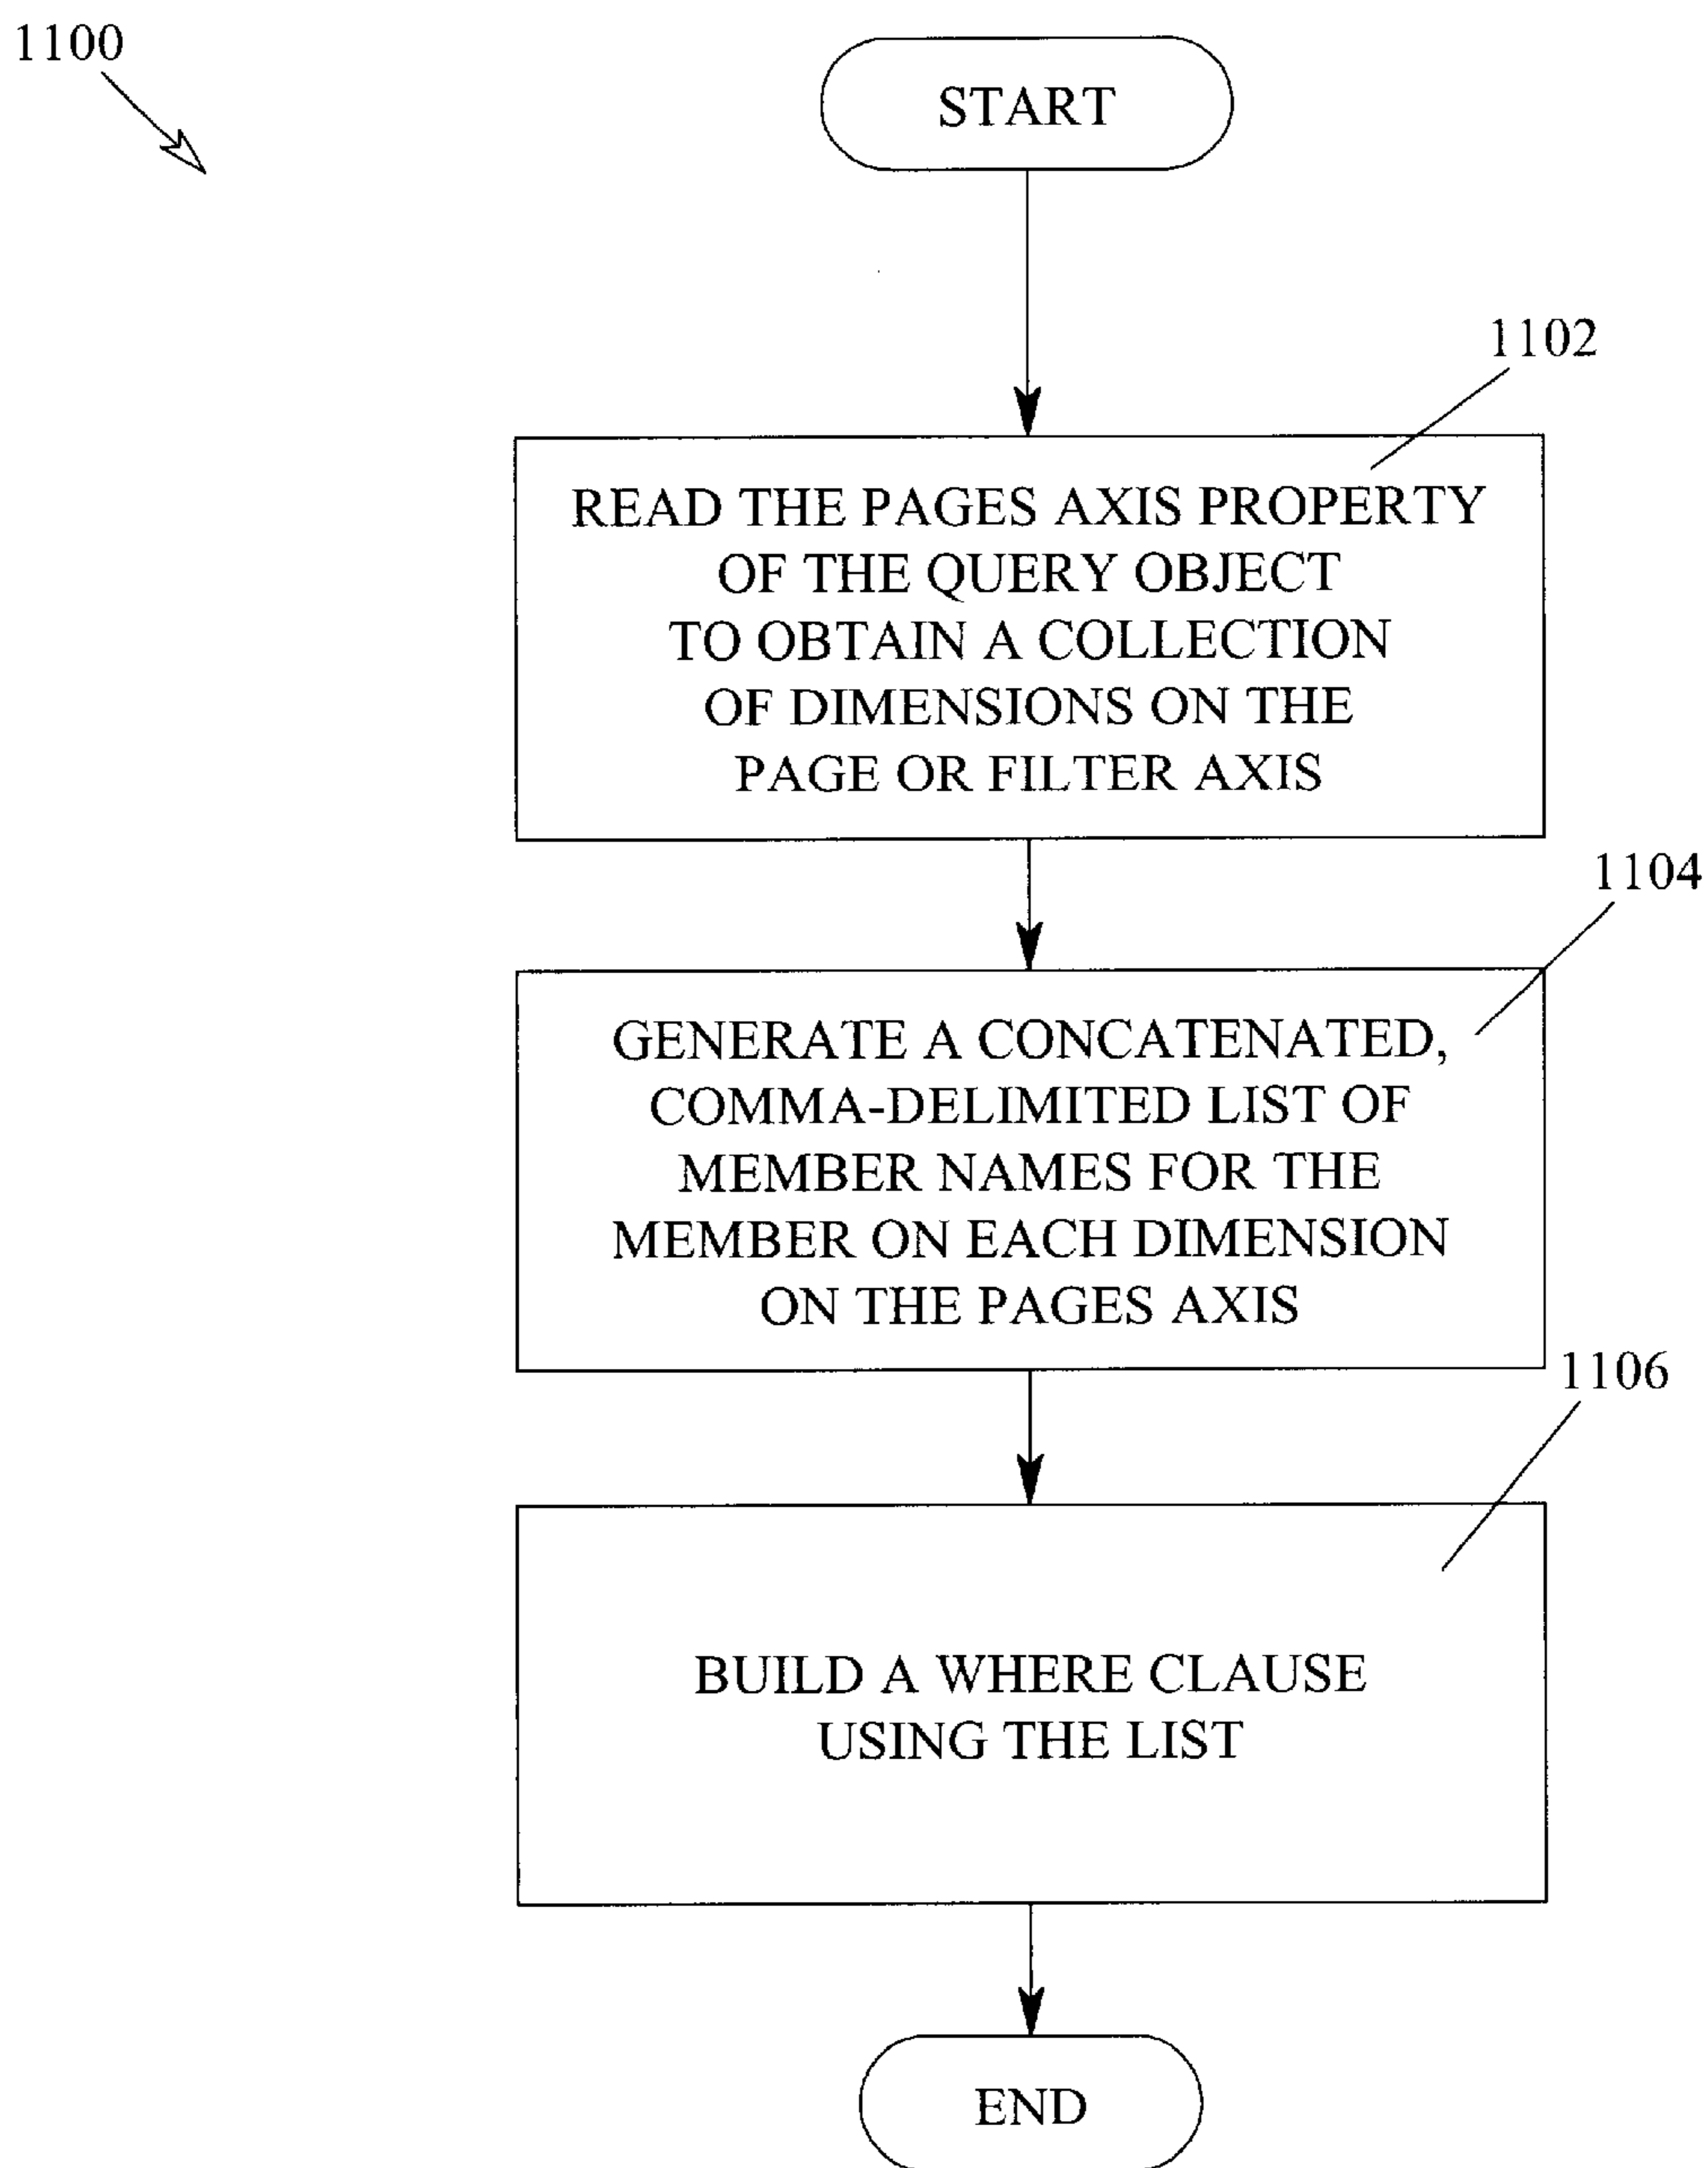 1100
START
1102
READ THE PAGES AXIS PROPERTY
OF THE QUERY OBJECT
TO OBTAIN A COLLECTION
OF DIMENSIONS ON THE
PAGE OR FILTER AXIS
1104
GENERATE A CONCATENATED,
COMMA-DELIMITED LIST OF
MEMBER NAMES FOR THE
MEMBER ON EACH DIMENSION
ON THE PAGES AXIS
1106
BUILD A WHERE CLAUSE
USING THE LIST
END